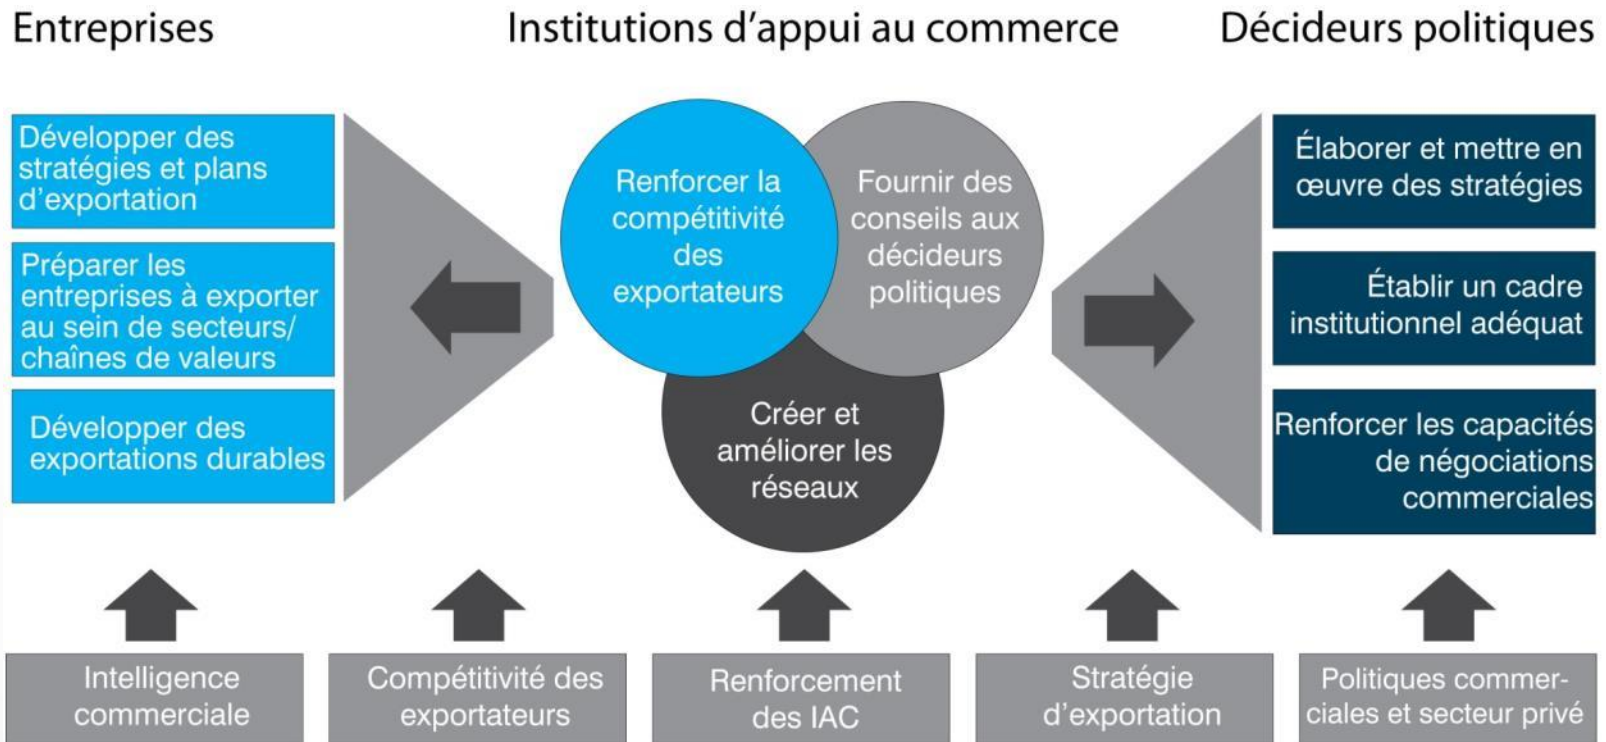 Entreprises
Institutions d'appui au commerce
Décideurs politiques
Développer des
stratégies et plans
d'exportation
Préparer les
entreprises à exporter
au sein de secteurs/
chaînes de valeurs
Développer des
exportations durables
Renforcer la
compétitivité
des
exportateurs
Fournir des
conseils aux
décideurs
politiques
Créer et
améliorer les
réseaux
Élaborer et mettre en
œuvre des stratégies
Établir un cadre
institutionnel adéquat
Renforcer les capacités
de négociations
commerciales
Intelligence
commerciale
Compétitivité des
exportateurs
Renforcement
des IAC
Stratégie
d'exportation
Politiques commer-
ciales et secteur privé